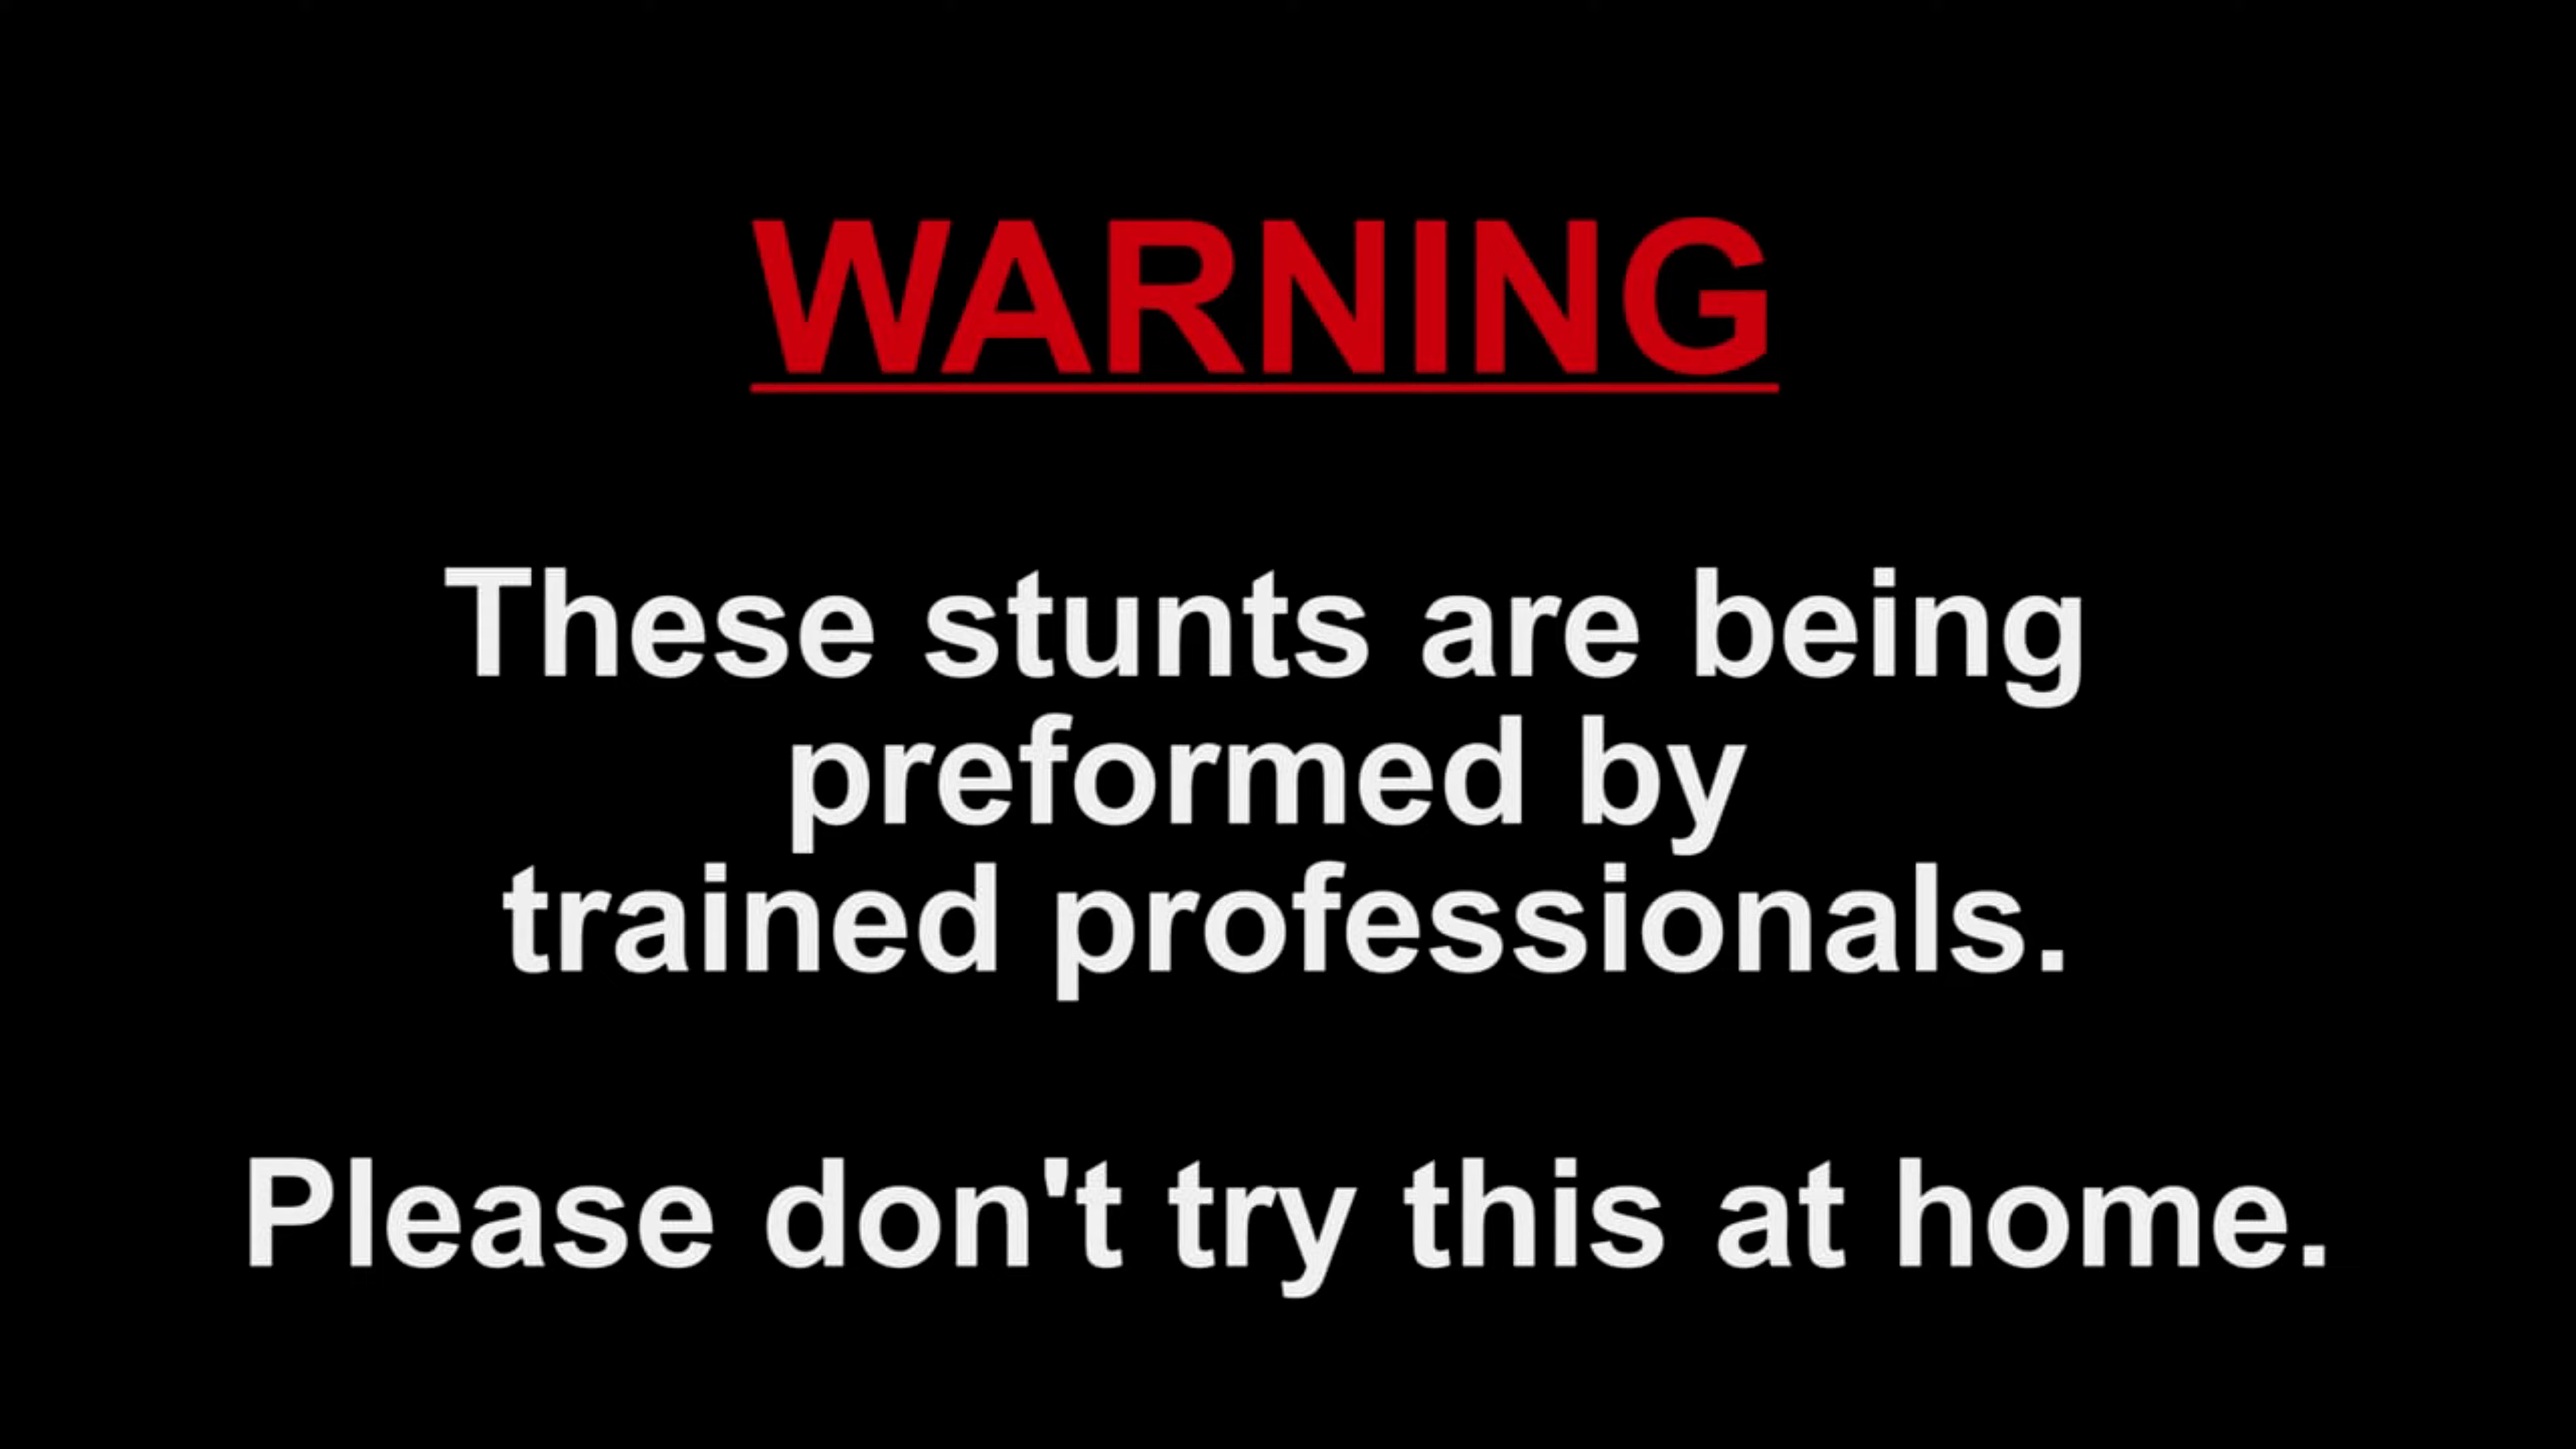 WARNING
These stunts are being
preformed by
trained professionals.
Please don't try this at home.